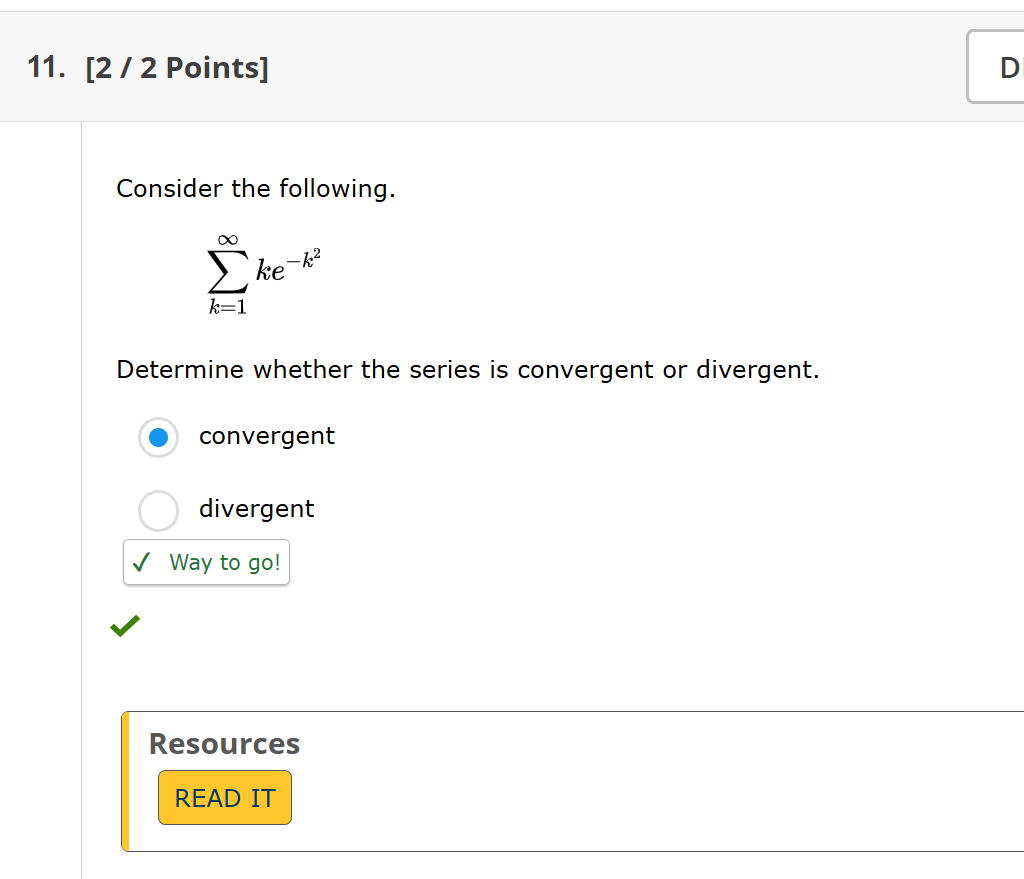 11. [2 / 2 Points]
Consider the following.
∞
∑ ke^{-k^2}
k=1
Determine whether the series is convergent or divergent.
convergent
divergent
✓ Way to go!
Resources
READ IT